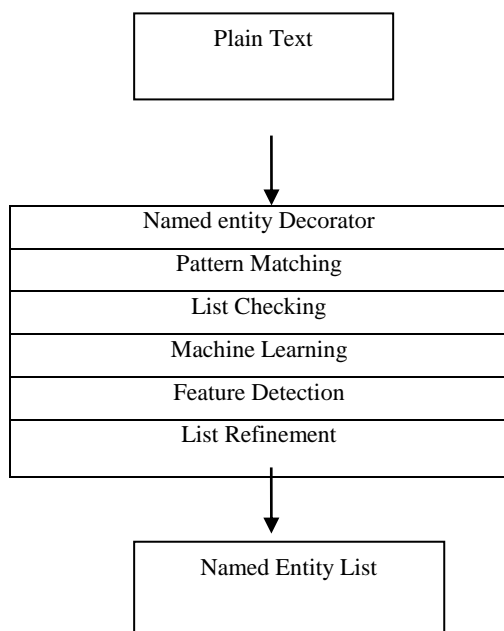 Plain Text
Named entity Decorator
Pattern Matching
List Checking
Machine Learning
Feature Detection
List Refinement
Named Entity List